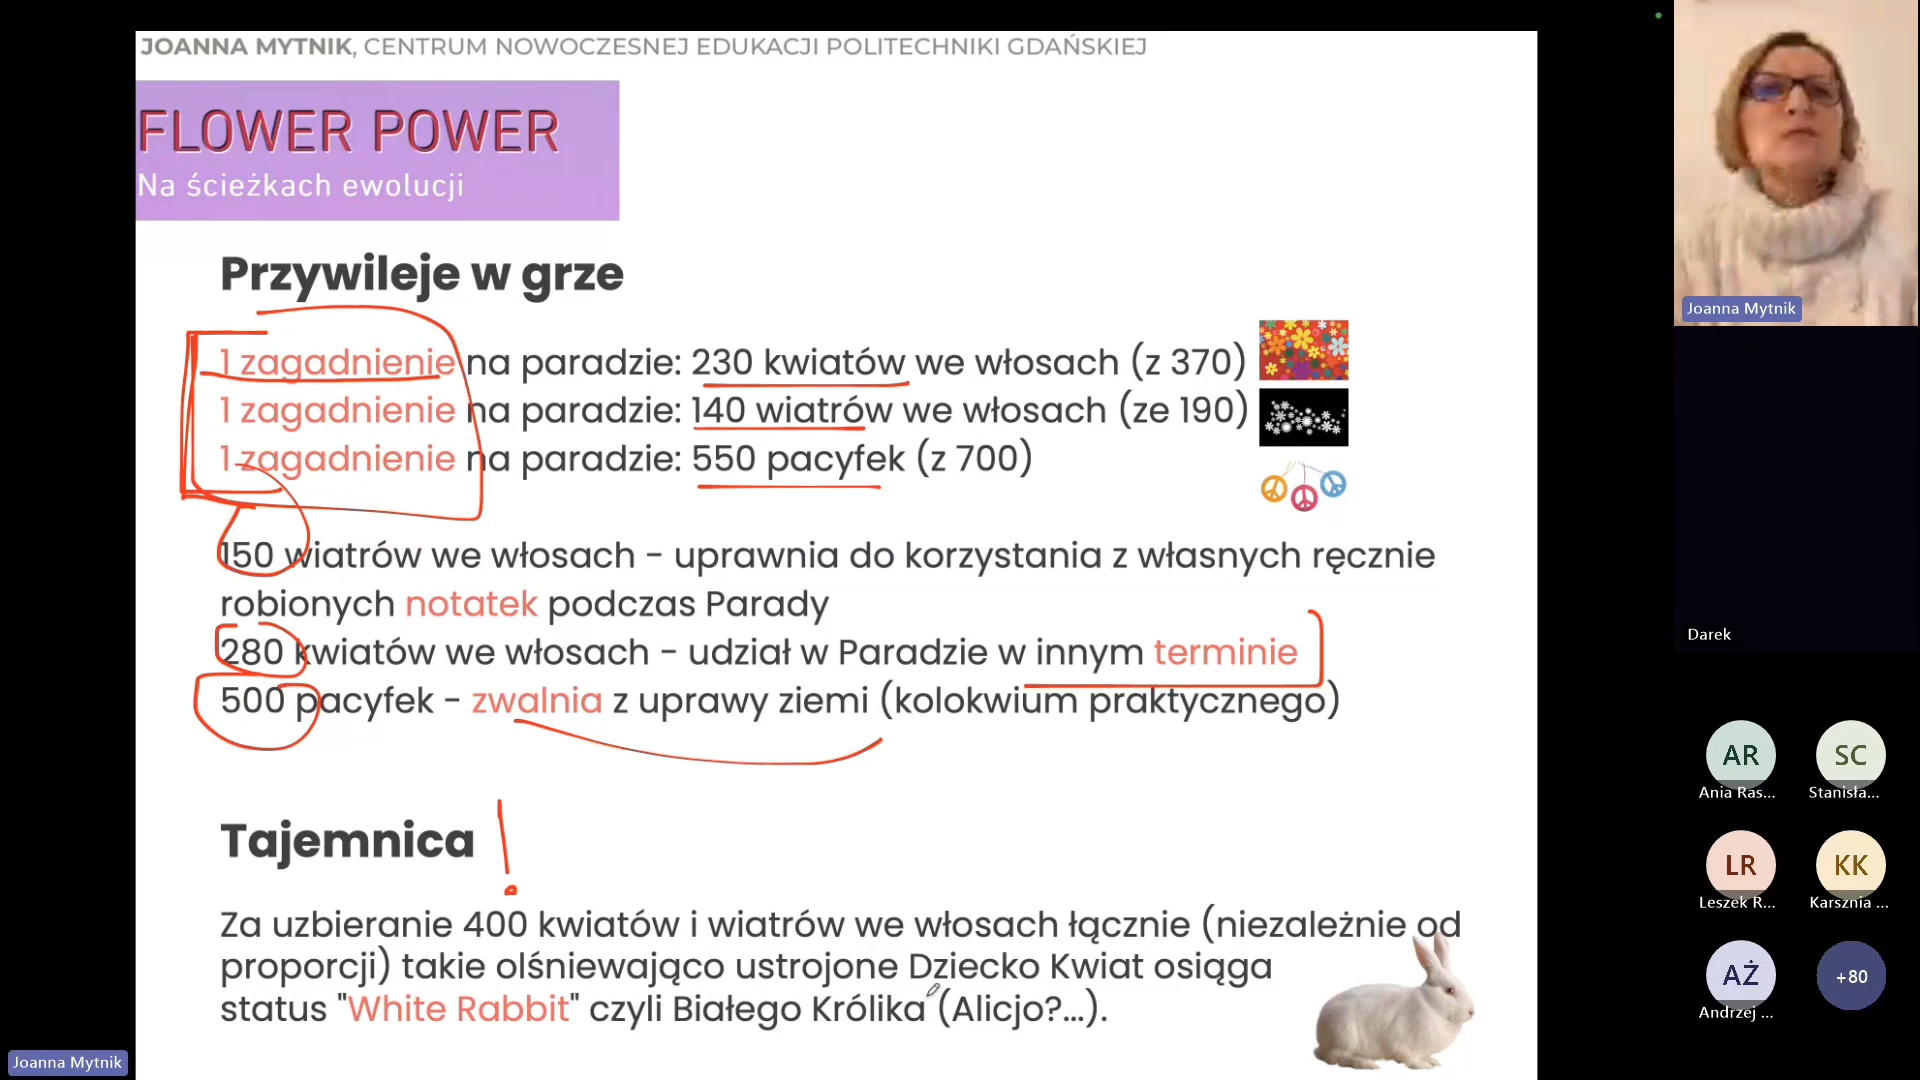 JOANNA MYTNIK, CENTRUM NOWOCZESNEJ EDUKACJI POLITECHNIKI GDAŃSKIEJ
FLOWER POWER
Na ścieżkach ewolucji
Przywileje w grze
1 zagadnienie na paradzie: 230 kwiatów we włosach (z 370)
1 zagadnienie na paradzie: 140 wiatrów we włosach (ze 190)
1 zagadnienie na paradzie: 550 pacyfek (z 700)
150 wiatrów we włosach - uprawnia do korzystania z własnych ręcznie
robionych notatek podczas Parady
280 kwiatów we włosach - udział w Paradzie w innym terminie
500 pacyfek - zwalnia z uprawy ziemi (kolokwium praktycznego)
Tajemnica !
Za uzbieranie 400 kwiatów i wiatrów we włosach łącznie (niezależnie od
proporcji) takie olśniewająco ustrojone Dziecko Kwiat osiąga
status "White Rabbit" czyli Białego Królika (Alicjo?...).
Joanna Mytnik
Joanna Mytnik
Darek
AR
Ania Ras...
SC
Stanisła...
LR
Leszek R...
KK
Karsznia ...
AŻ
Andrzej ...
+80